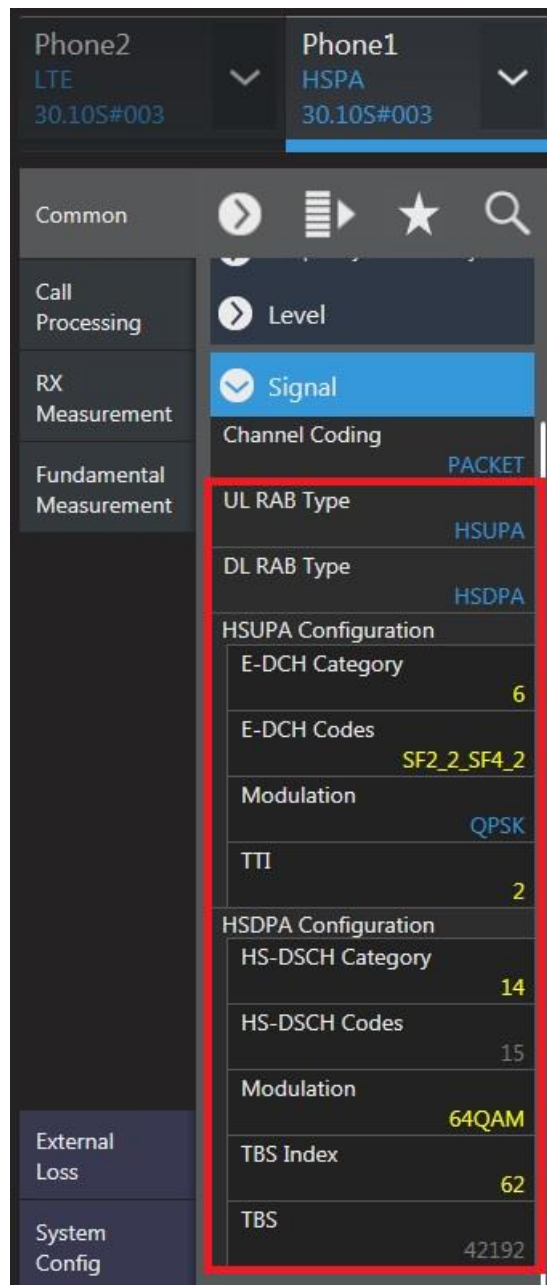 Phone2
LTE
30.10S#003
Phone1
HSPA
30.10S#003
Common
Call
Processing
RX
Measurement
Fundamental
Measurement
External
Loss
System
Config
Level
Signal
Channel Coding
PACKET
UL RAB Type
HSUPA
DL RAB Type
HSDPA
HSUPA Configuration
E-DCH Category
6
E-DCH Codes
SF2_2_SF4_2
Modulation
QPSK
TTI
2
HSDPA Configuration
HS-DSCH Category
14
HS-DSCH Codes
15
Modulation
64QAM
TBS Index
62
TBS
42192